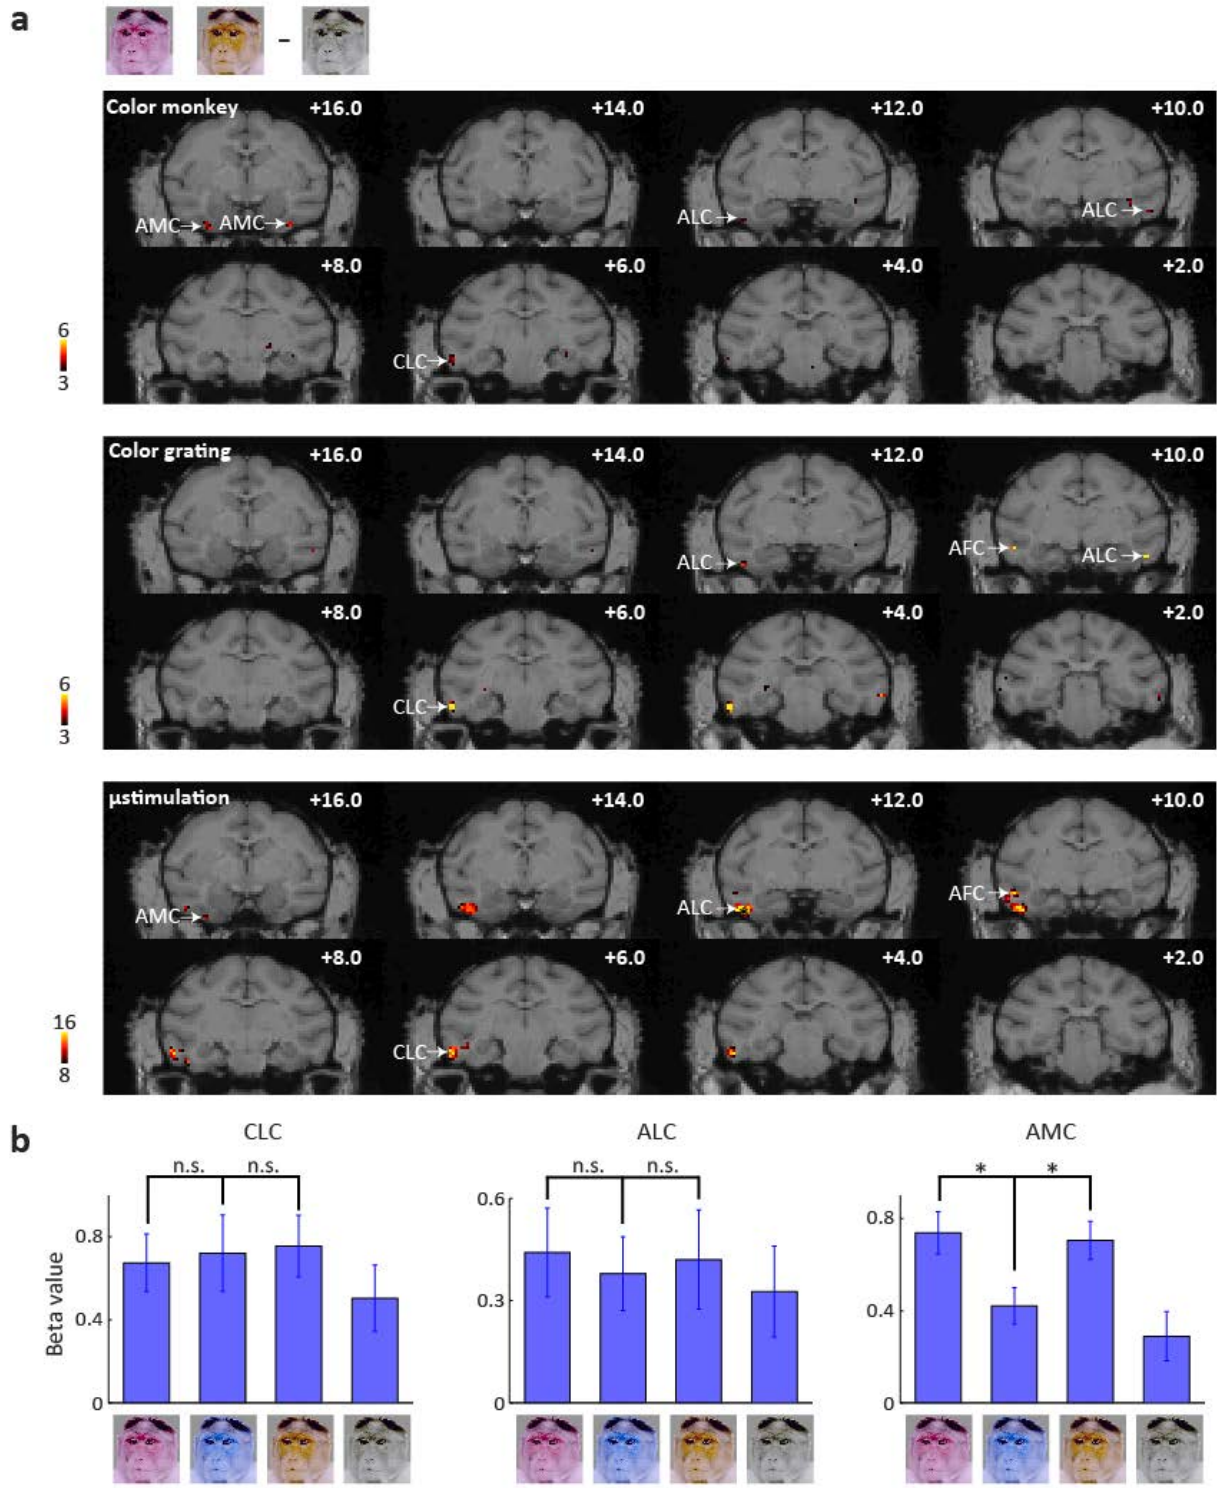 a
–
Color monkey +16.0 +14.0 +12.0 +10.0
AMC AMC ALC ALC
+8.0 +6.0 +4.0 +2.0
6
3
CLC
Color grating +16.0 +14.0 +12.0 +10.0
ALC AFC ALC
+8.0 +6.0 +4.0 +2.0
6
3
CLC
μstimulation +16.0 +14.0 +12.0 +10.0
AMC ALC AFC
+8.0 +6.0 +4.0 +2.0
16
8
CLC
b
CLC ALC AMC
n.s. n.s. n.s. n.s. * *
Beta value
0.8
0.4
0
0.6
0.3
0
0.8
0.4
0